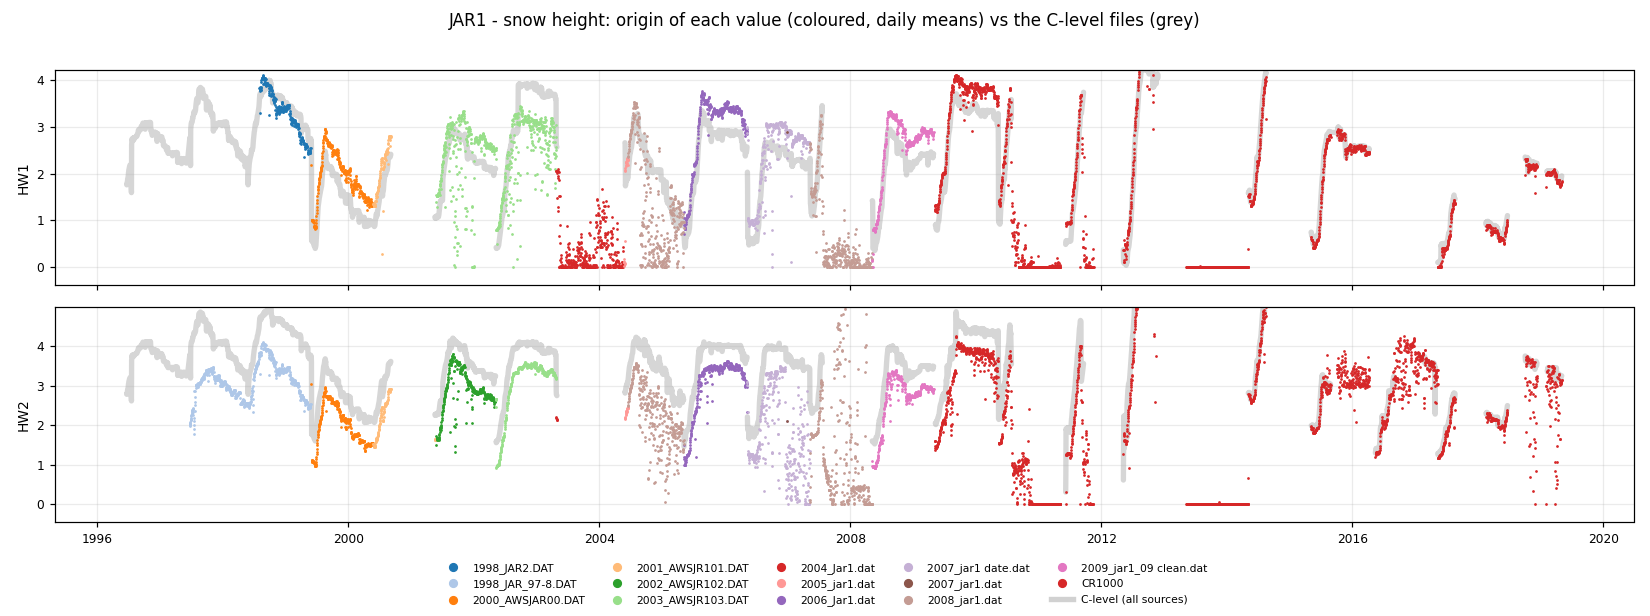 JAR1 - snow height: origin of each value (coloured, daily means) vs the C-level files (grey)
4
3
2
1
0
HW1
4
3
2
1
0
HW2
1996 2000 2004 2008 2012 2016 2020
1998_JAR2.DAT 2001_AWSJR101.DAT 2004_Jar1.dat 2007_jar1 date.dat 2009_jar1_09 clean.dat
1998_JAR_97-8.DAT 2002_AWSJR102.DAT 2005_jar1.dat 2007_jar1.dat CR1000
2000_AWSJAR00.DAT 2003_AWSJR103.DAT 2006_Jar1.dat 2008_jar1.dat C-level (all sources)